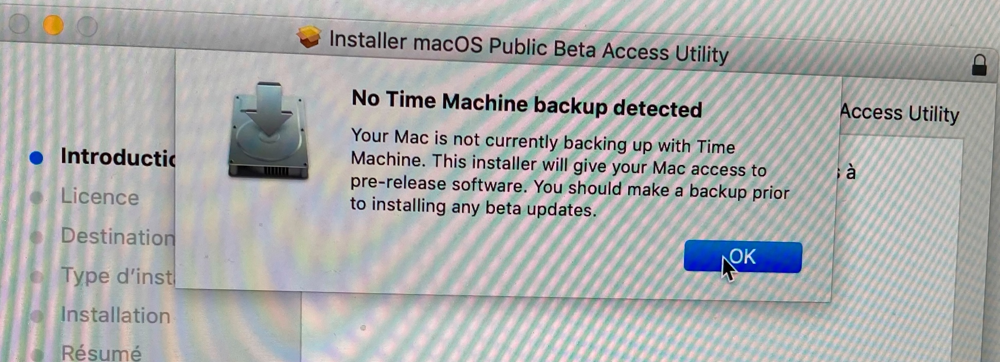 Installer macOS Public Beta Access Utility
No Time Machine backup detected
Your Mac is not currently backing up with Time
Machine. This installer will give your Mac access to
pre-release software. You should make a backup prior
to installing any beta updates.
OK
Access Utility
à
Introductio
Licence
Destination
Type d'inst
Installation
Résumé